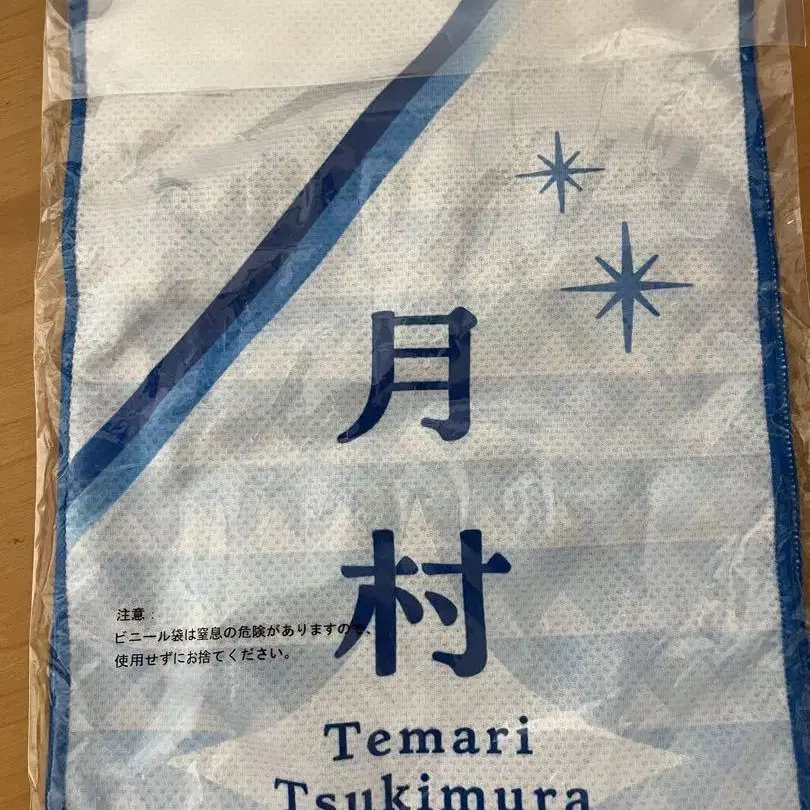 月
村
注意
ビニール袋は窒息の危険がありますので、
使用せずにお捨てください。
Temari
Tsukimura